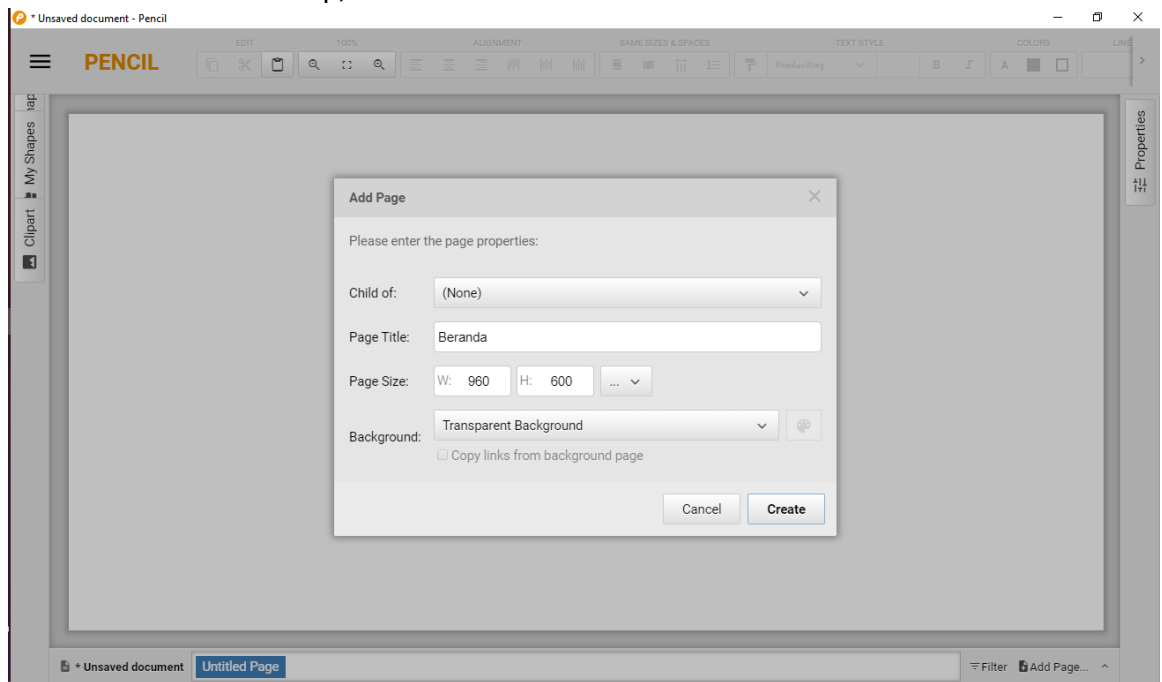 * Unsaved document - Pencil
EDIT 100% ALIGNMENT SAME SIZES & SPACES TEXT STYLE COLORS LINE
PENCIL
Handwriting
B I A
My Shapes
Clipart
Properties
Add Page
Please enter the page properties:
Child of: (None)
Page Title: Beranda
Page Size: W: 960 H: 600 ...
Background: Transparent Background
Copy links from background page
Cancel Create
* Unsaved document Untitled Page Filter Add Page...